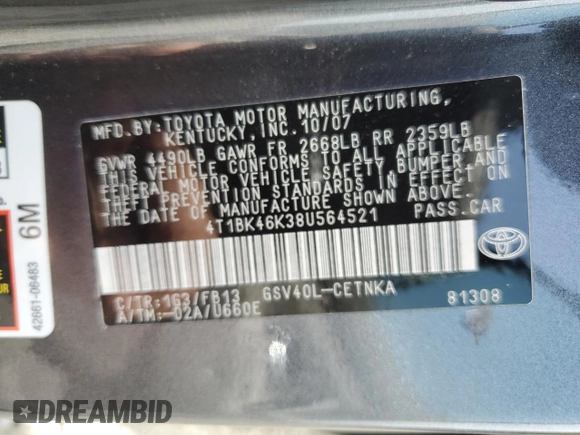 MFD.BY:TOYOTA MOTOR MANUFACTURING,
KENTUCKY,INC.10/07
GVWR 4490LB GAWR FR 2668LB RR 2359LB
THIS VEHICLE CONFORMS TO ALL APPLICABLE
FEDERAL MOTOR VEHICLE SAFETY BUMPER AND
THEFT PREVENTION STANDARDS IN EFFECT ON
THE DATE OF MANUFACTURE SHOWN ABOVE.
4T1BK46K38U564521 PASS.CAR
C/TR:1G3/FB13 GSV40L-CETNKA
A/TM:-02A/U660E 81308
6M
42661-06483
DREAMBID